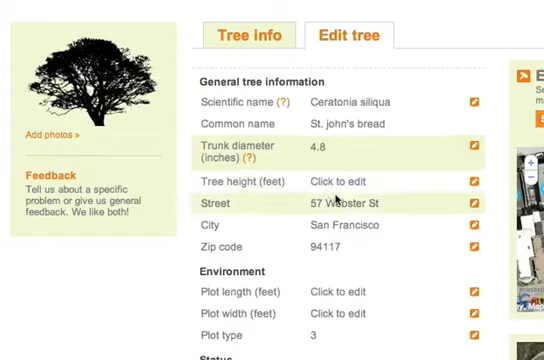 Tree info
Edit tree
Add photos »
Feedback
Tell us about a specific
problem or give us general
feedback. We like both!
General tree information
Scientific name (?) Ceratonia siliqua
Common name St. john's bread
Trunk diameter
(inches) (?) 4.8
Tree height (feet) Click to edit
Street 57 Webster St
City San Francisco
Zip code 94117
Environment
Plot length (feet) Click to edit
Plot width (feet) Click to edit
Plot type 3
Status